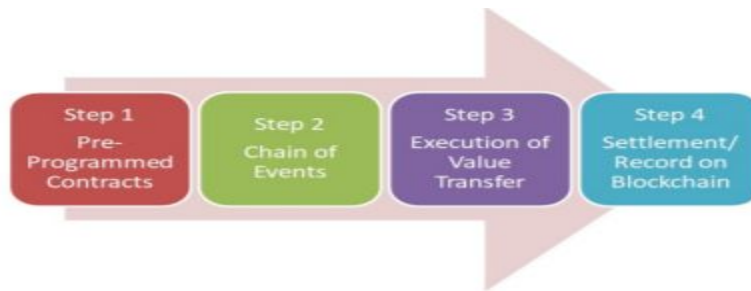 Step 1
Pre-
Programmed
Contracts
Step 2
Chain of
Events
Step 3
Execution of
Value
Transfer
Step 4
Settlement/
Record on
Blockchain